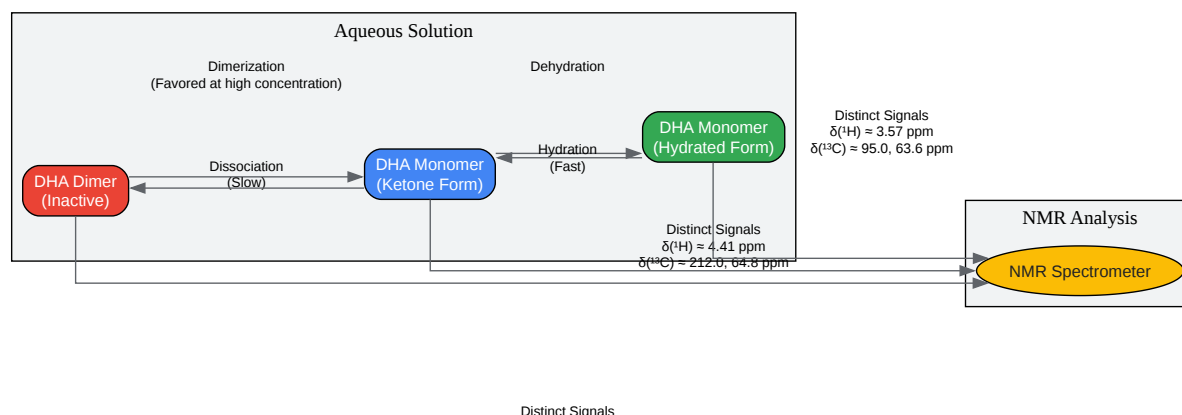 Aqueous Solution
Dimerization
(Favored at high concentration)
Dehydration
DHA Monomer
(Hydrated Form)
Distinct Signals
δ(¹H) ≈ 3.57 ppm
δ(¹³C) ≈ 95.0, 63.6 ppm
Hydration
(Fast)
DHA Monomer
(Ketone Form)
Dissociation
(Slow)
DHA Dimer
(Inactive)
Distinct Signals
δ(¹H) ≈ 4.41 ppm
δ(¹³C) ≈ 212.0, 64.8 ppm
NMR Analysis
NMR Spectrometer
Distinct Signals